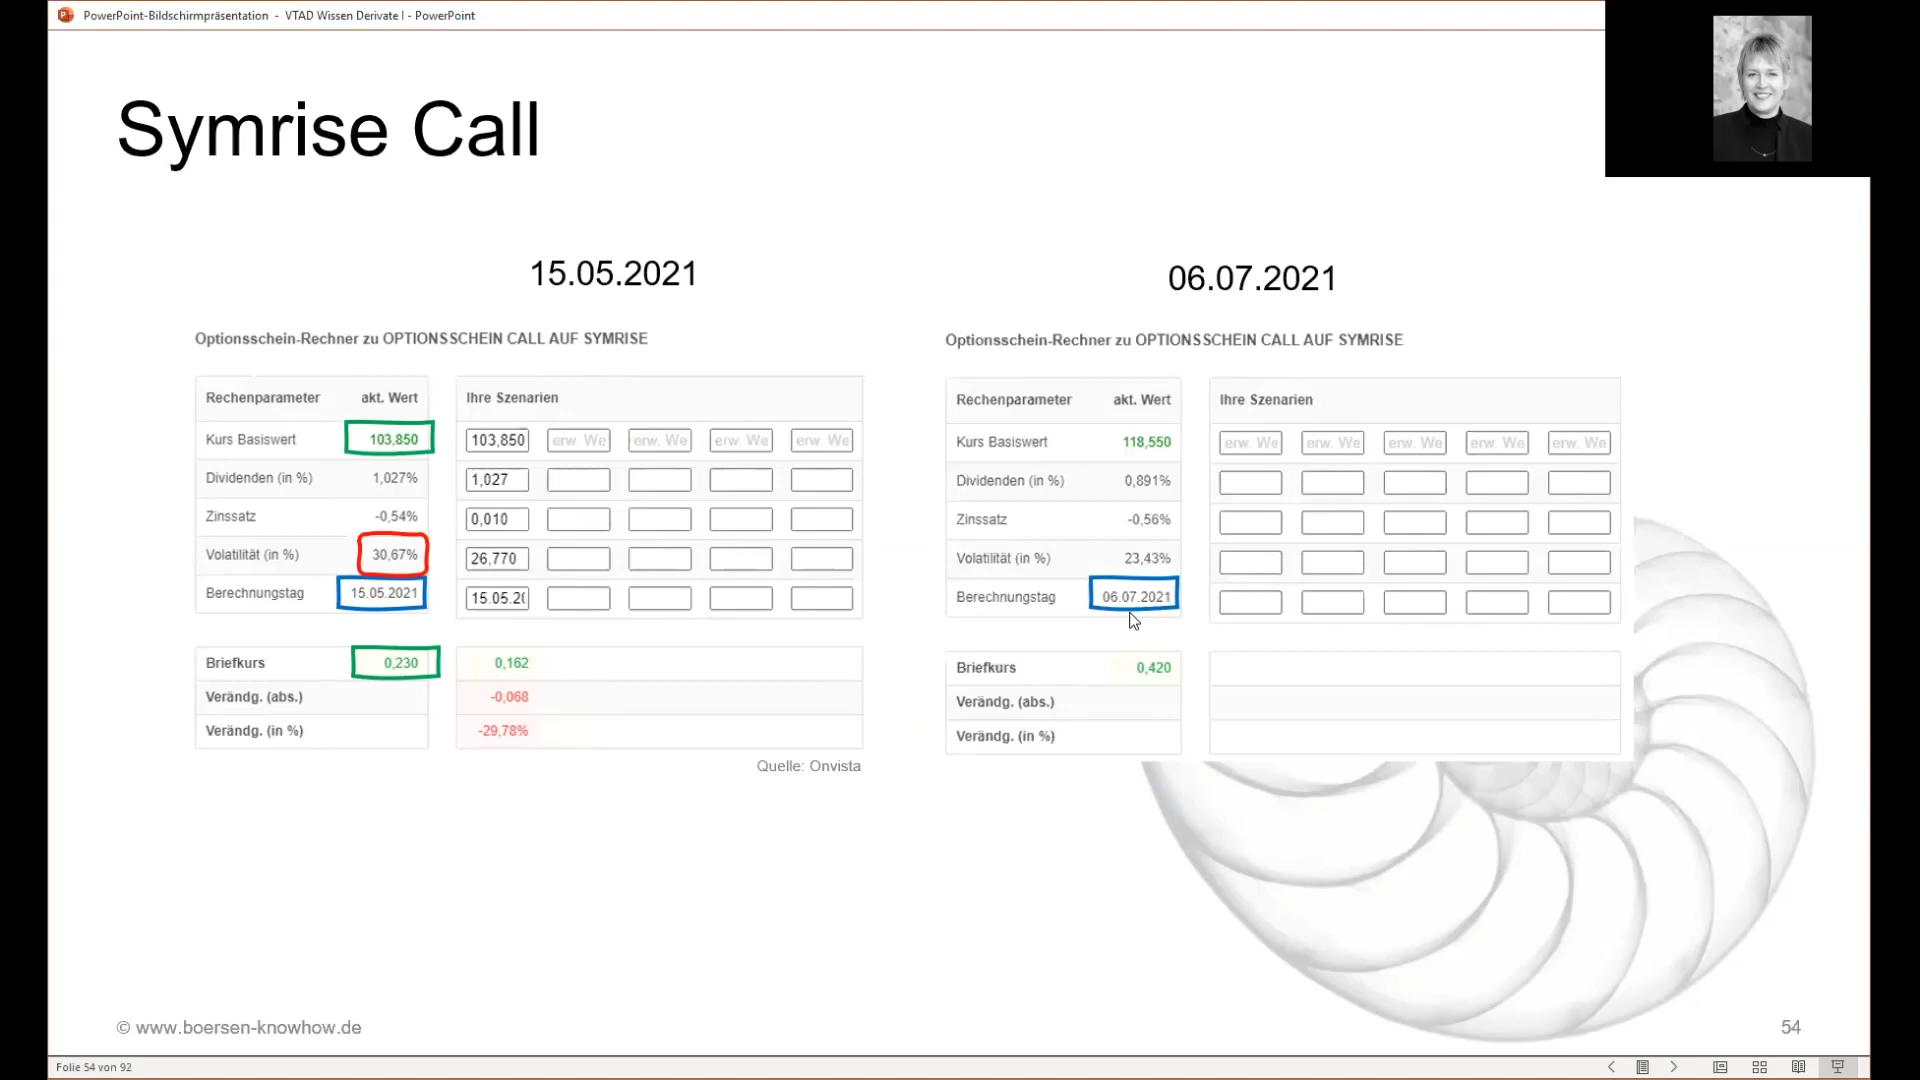 PowerPoint-Bildschirmpräsentation - VTAD Wissen Derivate I - PowerPoint
Symrise Call
15.05.2021
Optionsschein-Rechner zu OPTIONSSCHEIN CALL AUF SYMRISE
Rechenparameter akt. Wert Ihre Szenarien
Kurs Basiswert 103,850 103,850 erw. We erw. We erw. We erw. We
Dividenden (in %) 1,027% 1,027
Zinssatz -0,54% 0,010
Volatilität (in %) 30,67% 26,770
Berechnungstag 15.05.2021 15.05.2(
Briefkurs 0,230 0,162
Verändg. (abs.) -0,068
Verändg. (in %) -29,78%
Quelle: Onvista
06.07.2021
Optionsschein-Rechner zu OPTIONSSCHEIN CALL AUF SYMRISE
Rechenparameter akt. Wert Ihre Szenarien
Kurs Basiswert 118,550 erw. We erw. We erw. We erw. We erw. We
Dividenden (in %) 0,891%
Zinssatz -0,56%
Volatilität (in %) 23,43%
Berechnungstag 06.07.2021
Briefkurs 0,420
Verändg. (abs.)
Verändg. (in %)
© www.boersen-knowhow.de
54
Folie 54 von 92